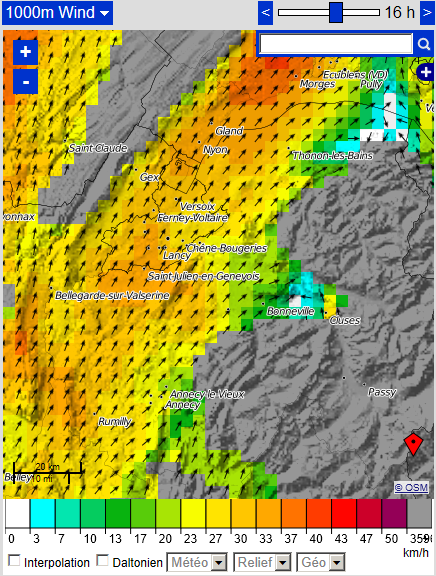 1000m Wind < 16 h >
+
-
+
Ecublens (VD)
Morges Pully
Gland
Saint-Claude Nyon Thonon-les-Bains
Gex
Versoix
Ferney-Voltaire
Chêne-Bougeries
Lancy
Saint-Julien-en-Genevois
Bellegarde-sur-Valserine
Bonneville
Cluses
Passy
Annecy le Vieux
Annecy
Rumilly
20 km
10 mi
Belley
© OSM
0 3 7 10 13 17 20 23 27 30 33 37 40 43 47 50
km/h
Interpolation Daltonien Météo Relief Géo